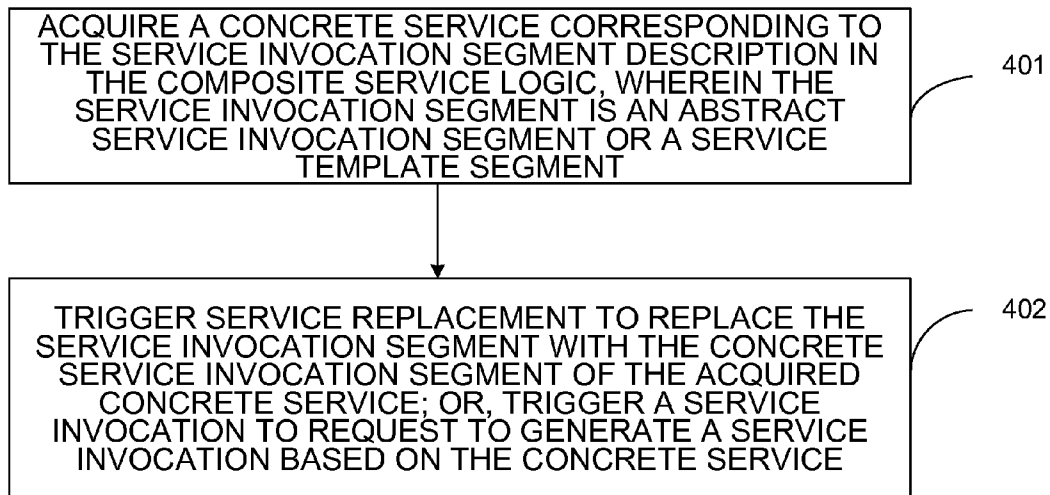 ACQUIRE A CONCRETE SERVICE CORRESPONDING TO
THE SERVICE INVOCATION SEGMENT DESCRIPTION IN
THE COMPOSITE SERVICE LOGIC, WHEREIN THE
SERVICE INVOCATION SEGMENT IS AN ABSTRACT
SERVICE INVOCATION SEGMENT OR A SERVICE
TEMPLATE SEGMENT
401
TRIGGER SERVICE REPLACEMENT TO REPLACE THE
SERVICE INVOCATION SEGMENT WITH THE CONCRETE
SERVICE INVOCATION SEGMENT OF THE ACQUIRED
CONCRETE SERVICE; OR, TRIGGER A SERVICE
INVOCATION TO REQUEST TO GENERATE A SERVICE
INVOCATION BASED ON THE CONCRETE SERVICE
402